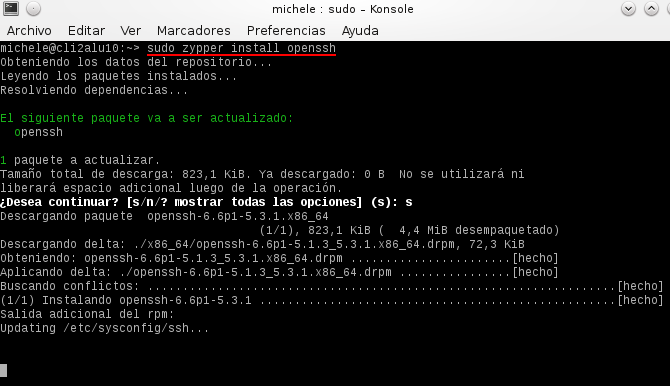 michele : sudo – Konsole
Archivo Editar Ver Marcadores Preferencias Ayuda
michele@cli2alu10:~> sudo zypper install openssh
Obteniendo los datos del repositorio...
Leyendo los paquetes instalados...
Resolviendo dependencias...
El siguiente paquete va a ser actualizado:
openssh
1 paquete a actualizar.
Tamaño total de descarga: 823,1 KiB. Ya descargado: 0 B  No se utilizará ni
liberará espacio adicional luego de la operación.
¿Desea continuar? [s/n/? mostrar todas las opciones] (s): s
Descargando paquete  openssh-6.6p1-5.3.1.x86_64
(1/1), 823,1 KiB (  4,4 MiB desempaquetado)
Descargando delta: ./x86_64/openssh-6.6p1-5.1.3_5.3.1.x86_64.drpm, 72,3 KiB
Obteniendo: openssh-6.6p1-5.1.3_5.3.1.x86_64.drpm .......................[hecho]
Aplicando delta: ./openssh-6.6p1-5.1.3_5.3.1.x86_64.drpm ................[hecho]
Buscando conflictos: ...................................................................[hecho]
(1/1) Instalando openssh-6.6p1-5.3.1 ...................................................[hecho]
Salida adicional del rpm:
Updating /etc/sysconfig/ssh...